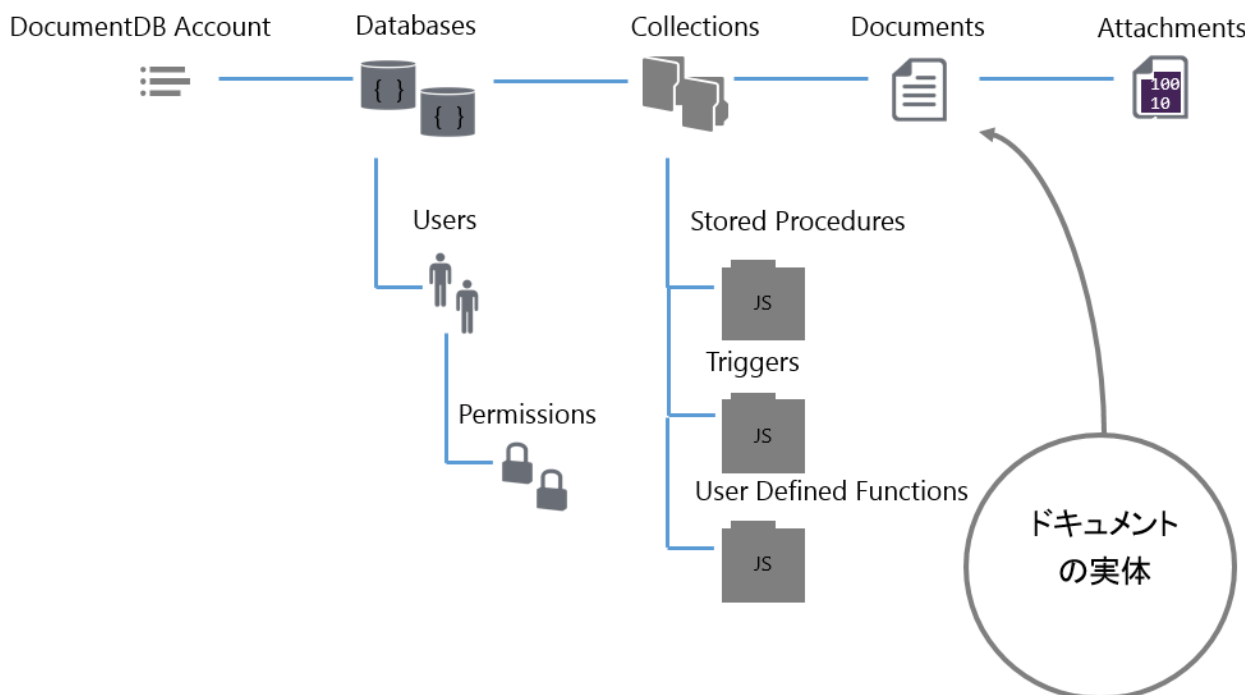 DocumentDB Account
Databases
Collections
Documents
Attachments
{ }
{ }
100
10
Users
Stored Procedures
JS
Triggers
Permissions
JS
User Defined Functions
JS
ドキュメント
の実体